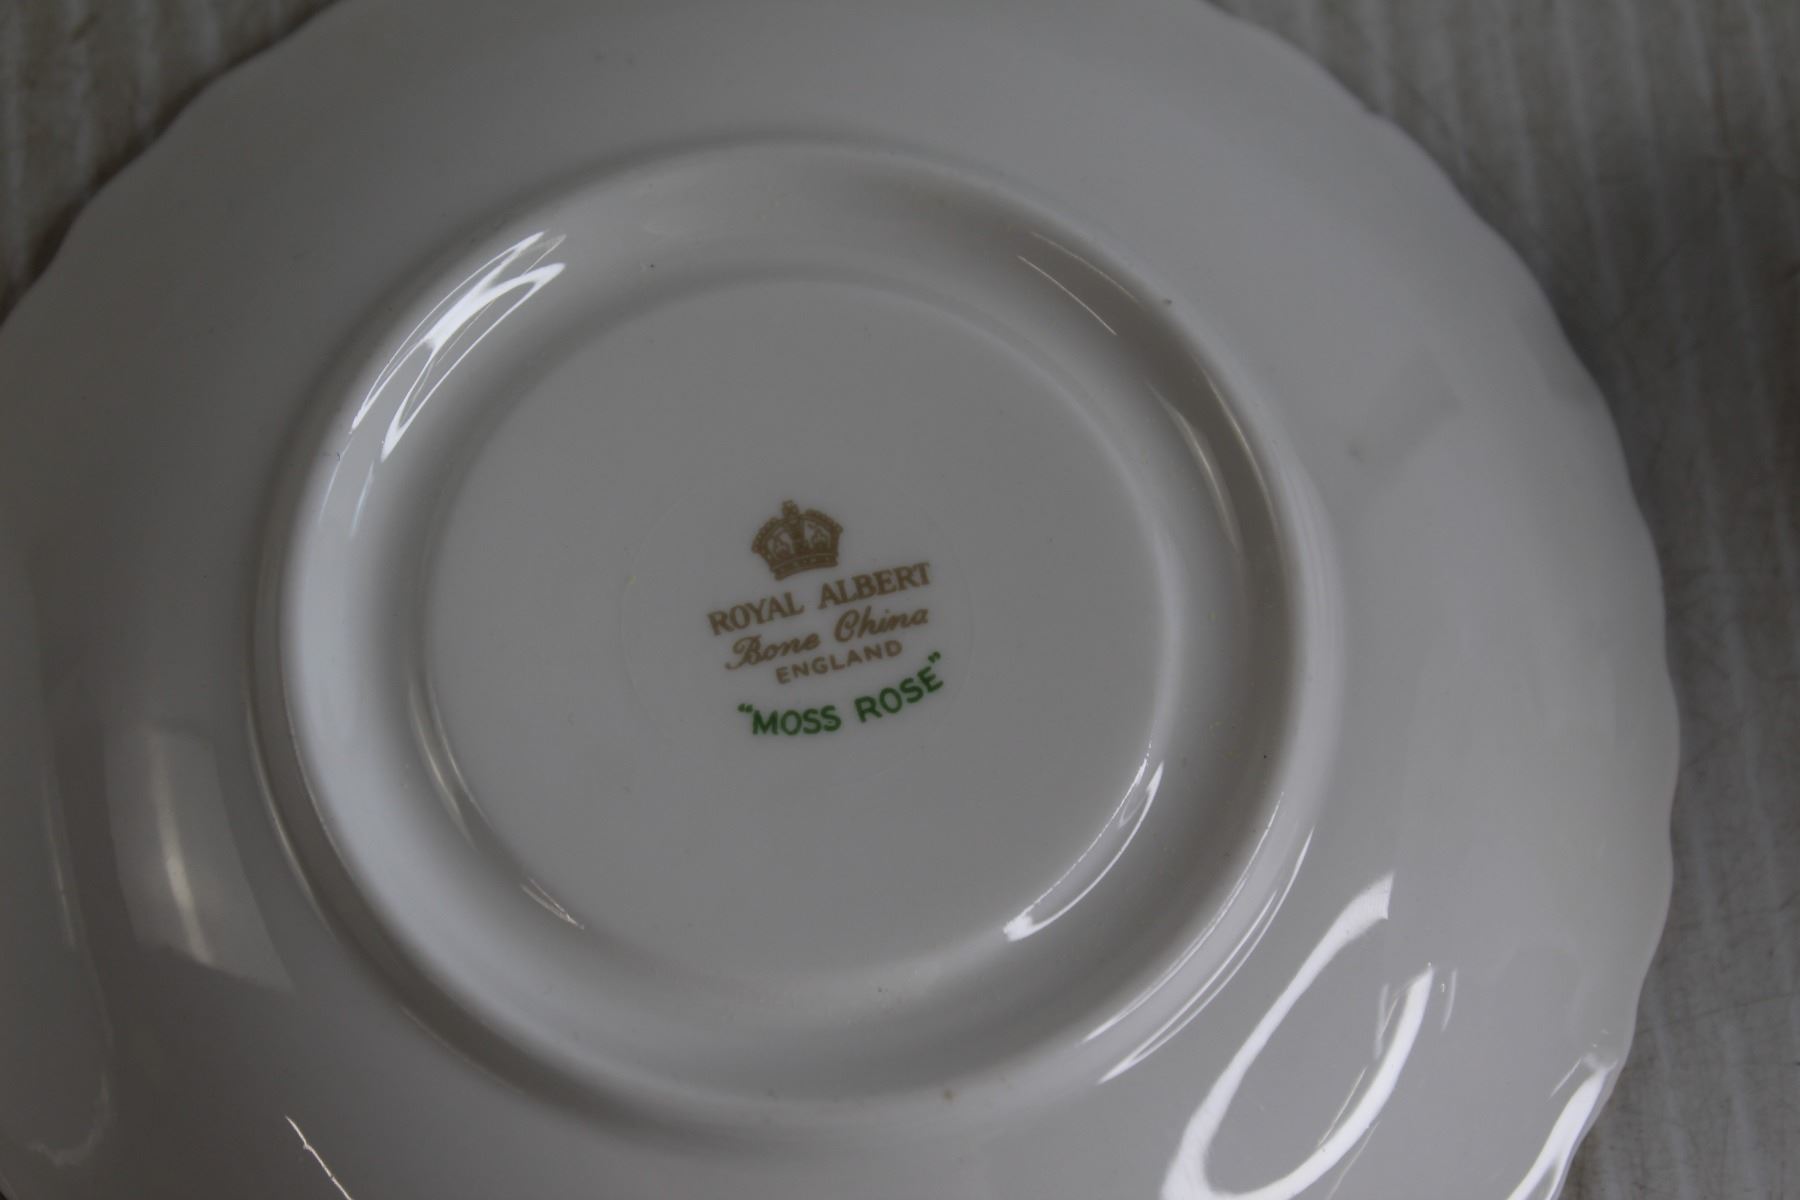 ROYAL ALBERT
Bone China
ENGLAND
"MOSS ROSE"